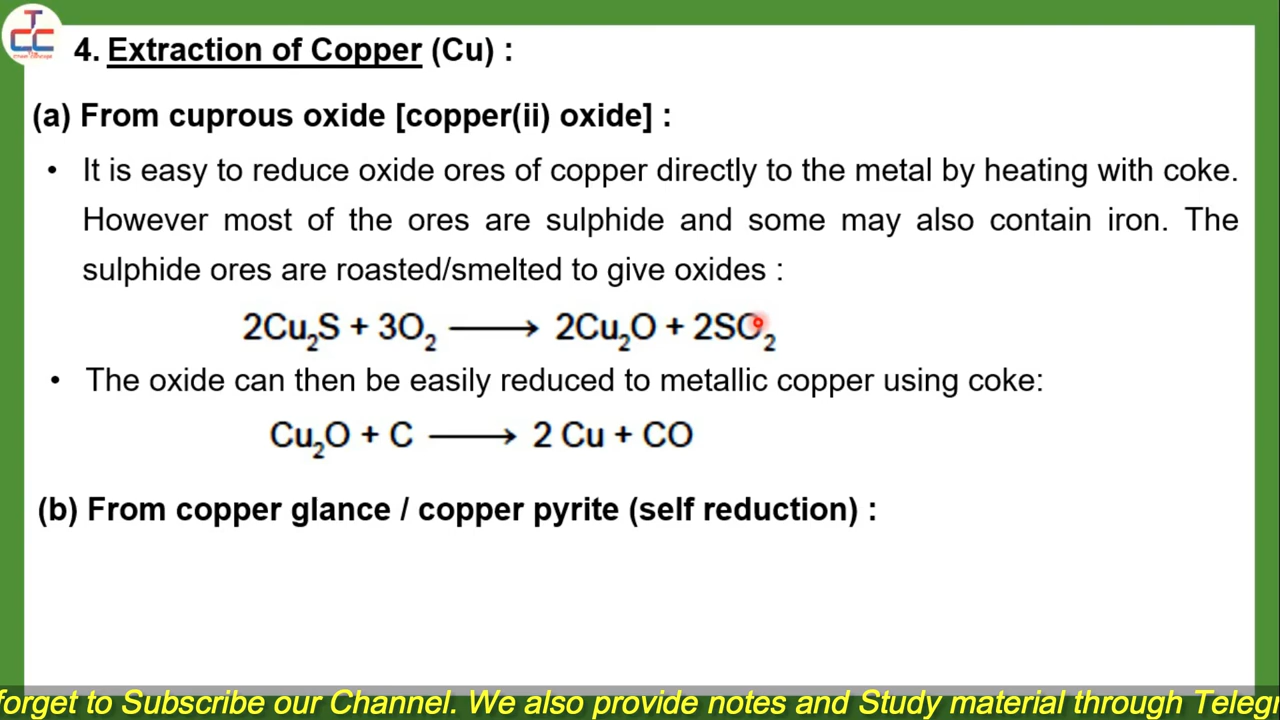 TCC
4. Extraction of Copper (Cu) :
(a) From cuprous oxide [copper(ii) oxide] :
• It is easy to reduce oxide ores of copper directly to the metal by heating with coke.
However most of the ores are sulphide and some may also contain iron. The
sulphide ores are roasted/smelted to give oxides :
2Cu₂S + 3O₂ ⟶ 2Cu₂O + 2SO₂
• The oxide can then be easily reduced to metallic copper using coke:
Cu₂O + C ⟶ 2 Cu + CO
(b) From copper glance / copper pyrite (self reduction) :
forget to Subscribe our Channel. We also provide notes and Study material through Teleg